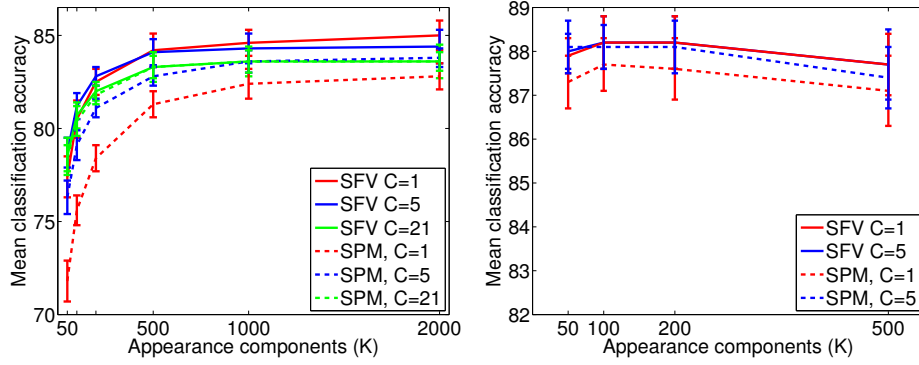 Mean classification accuracy
85
80
75
70
50
500
1000
2000
Appearance components (K)
SFV C=1
SFV C=5
SFV C=21
SPM, C=1
SPM, C=5
SPM, C=21
Mean classification accuracy
89
88
87
86
85
84
83
82
50
100
200
500
Appearance components (K)
SFV C=1
SFV C=5
SPM, C=1
SPM, C=5